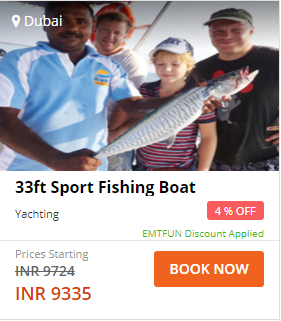 Dubai
33ft Sport Fishing Boat
Yachting
4 % OFF
EMTFUN Discount Applied
Prices Starting
INR 9724
INR 9335
BOOK NOW